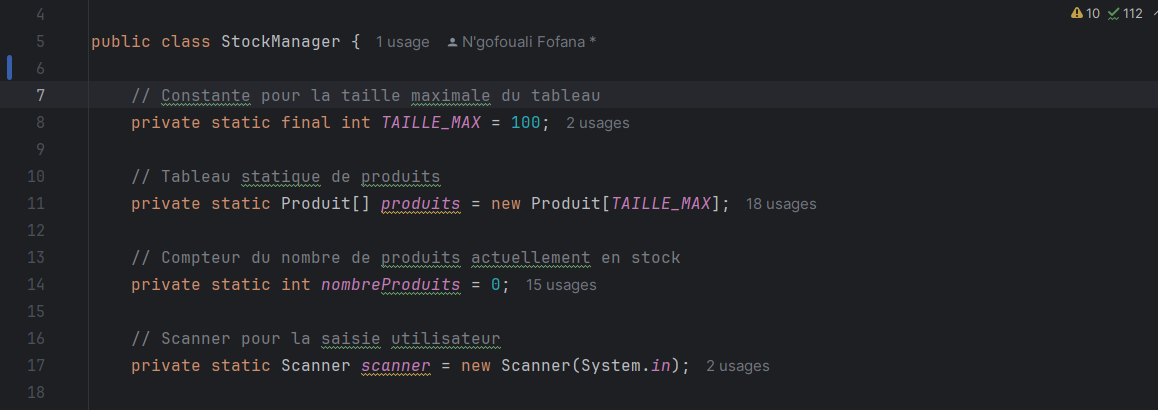 4
10 112
5 public class StockManager { 1 usage N'gofouali Fofana *
6
7 // Constante pour la taille maximale du tableau
8 private static final int TAILLE_MAX = 100; 2 usages
9
10 // Tableau statique de produits
11 private static Produit[] produits = new Produit[TAILLE_MAX]; 18 usages
12
13 // Compteur du nombre de produits actuellement en stock
14 private static int nombreProduits = 0; 15 usages
15
16 // Scanner pour la saisie utilisateur
17 private static Scanner scanner = new Scanner(System.in); 2 usages
18